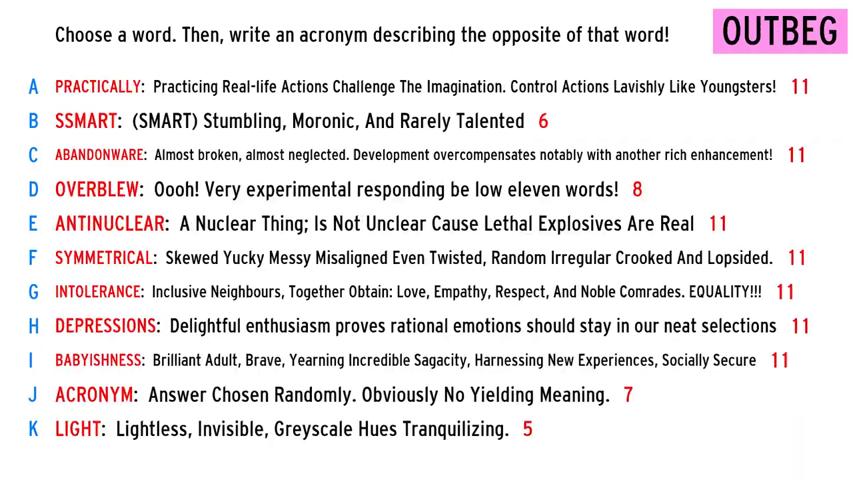 Choose a word. Then, write an acronym describing the opposite of that word!
OUTBEG
A PRACTICALLY: Practicing Real-life Actions Challenge The Imagination. Control Actions Lavishly Like Youngsters! 11
B SSMART: (SMART) Stumbling, Moronic, And Rarely Talented 6
C ABANDONWARE: Almost broken, almost neglected. Development overcompensates notably with another rich enhancement! 11
D OVERBLEW: Oooh! Very experimental responding be low eleven words! 8
E ANTINUCLEAR: A Nuclear Thing; Is Not Unclear Cause Lethal Explosives Are Real 11
F SYMMETRICAL: Skewed Yucky Messy Misaligned Even Twisted, Random Irregular Crooked And Lopsided. 11
G INTOLERANCE: Inclusive Neighbours, Together Obtain: Love, Empathy, Respect, And Noble Comrades. EQUALITY!!! 11
H DEPRESSIONS: Delightful enthusiasm proves rational emotions should stay in our neat selections 11
I BABYISHNESS: Brilliant Adult, Brave, Yearning Incredible Sagacity, Harnessing New Experiences, Socially Secure 11
J ACRONYM: Answer Chosen Randomly. Obviously No Yielding Meaning. 7
K LIGHT: Lightless, Invisible, Greyscale Hues Tranquilizing. 5